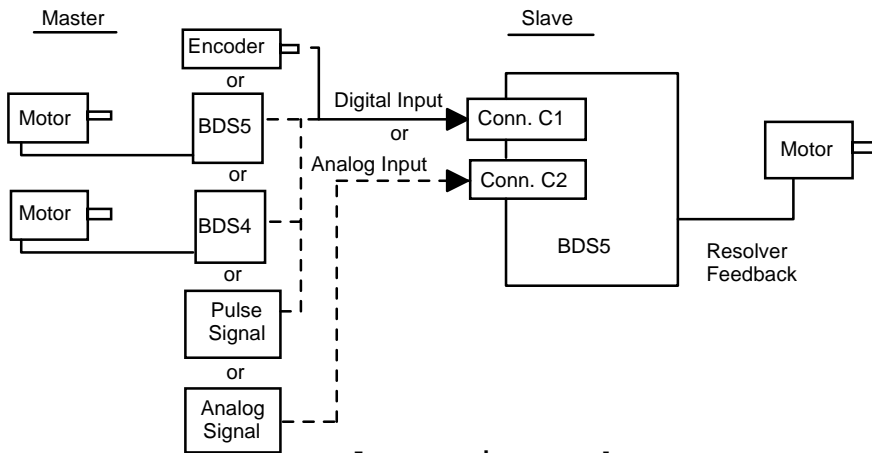 Master
Slave
Encoder
or
Motor
BDS5
Digital Input
or
Conn. C1
Motor
or
Analog Input
Conn. C2
Motor
BDS4
BDS5
Resolver
Feedback
or
Pulse
Signal
or
Analog
Signal